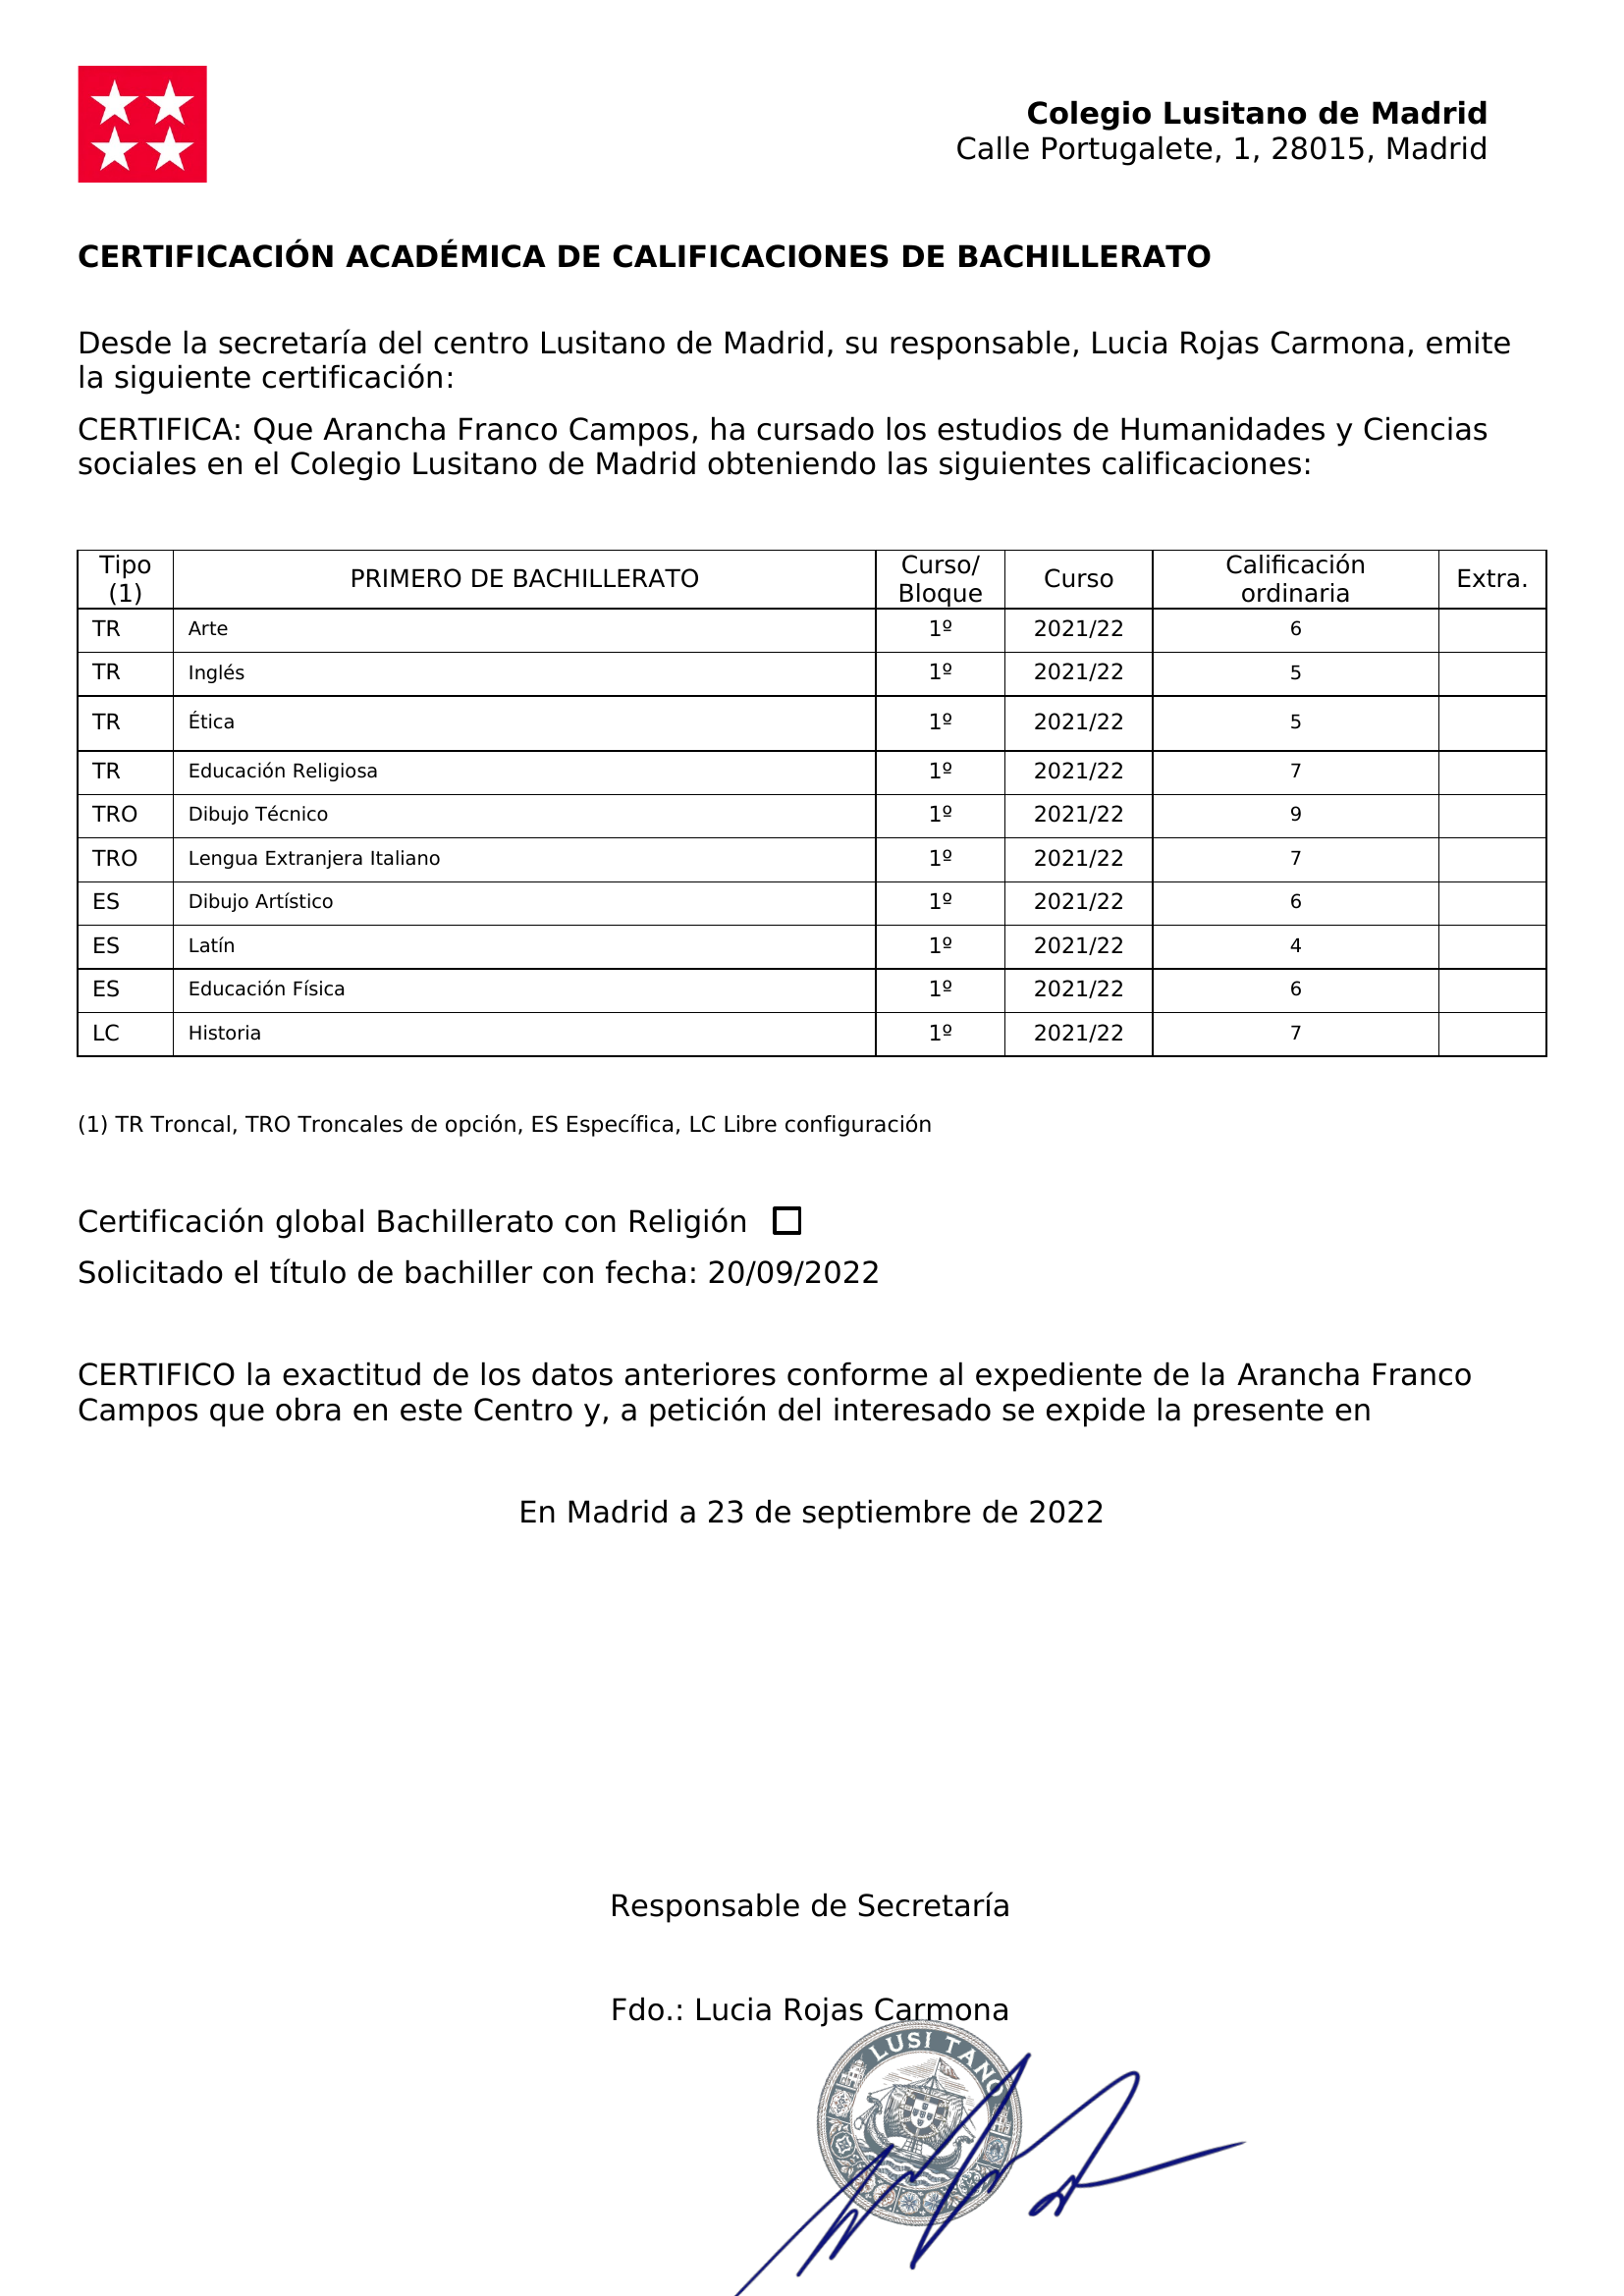 Colegio Lusitano de Madrid
Calle Portugalete, 1, 28015, Madrid
CERTIFICACIÓN ACADÉMICA DE CALIFICACIONES DE BACHILLERATO
Desde la secretaría del centro Lusitano de Madrid, su responsable, Lucia Rojas Carmona, emite
la siguiente certificación:
CERTIFICA: Que Arancha Franco Campos, ha cursado los estudios de Humanidades y Ciencias
sociales en el Colegio Lusitano de Madrid obteniendo las siguientes calificaciones:
Tipo (1) PRIMERO DE BACHILLERATO Curso/ Bloque Curso Calificación ordinaria Extra.
TR Arte 1º 2021/22 6
TR Inglés 1º 2021/22 5
TR Ética 1º 2021/22 5
TR Educación Religiosa 1º 2021/22 7
TRO Dibujo Técnico 1º 2021/22 9
TRO Lengua Extranjera Italiano 1º 2021/22 7
ES Dibujo Artístico 1º 2021/22 6
ES Latín 1º 2021/22 4
ES Educación Física 1º 2021/22 6
LC Historia 1º 2021/22 7
(1) TR Troncal, TRO Troncales de opción, ES Específica, LC Libre configuración
Certificación global Bachillerato con Religión
Solicitado el título de bachiller con fecha: 20/09/2022
CERTIFICO la exactitud de los datos anteriores conforme al expediente de la Arancha Franco
Campos que obra en este Centro y, a petición del interesado se expide la presente en
En Madrid a 23 de septiembre de 2022
Responsable de Secretaría
Fdo.: Lucia Rojas Carmona
LUSI TANO